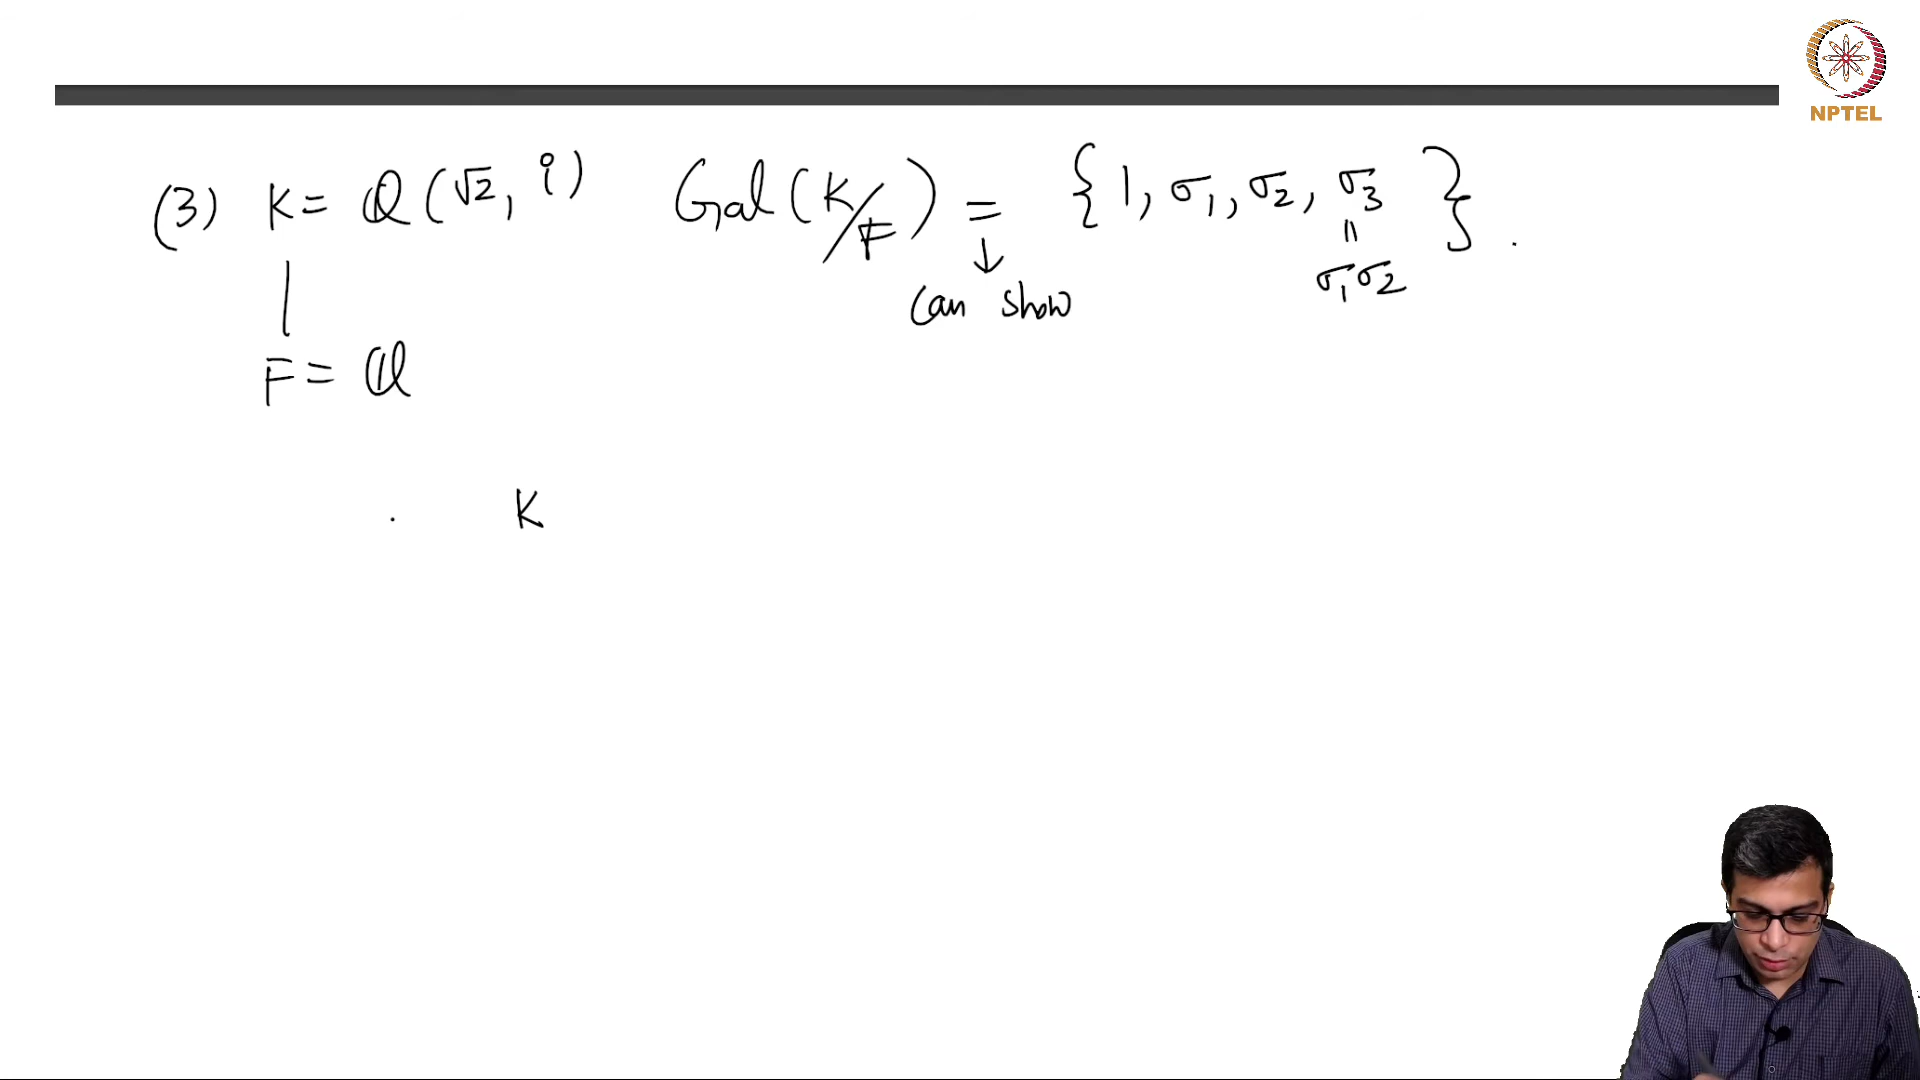 NPTEL
(3) K = ℚ(√2, i) Gal(K/F) = {1, σ₁, σ₂, σ₃}.
॥
↓ σ₁σ₂
can show
|
F = ℚ
. K